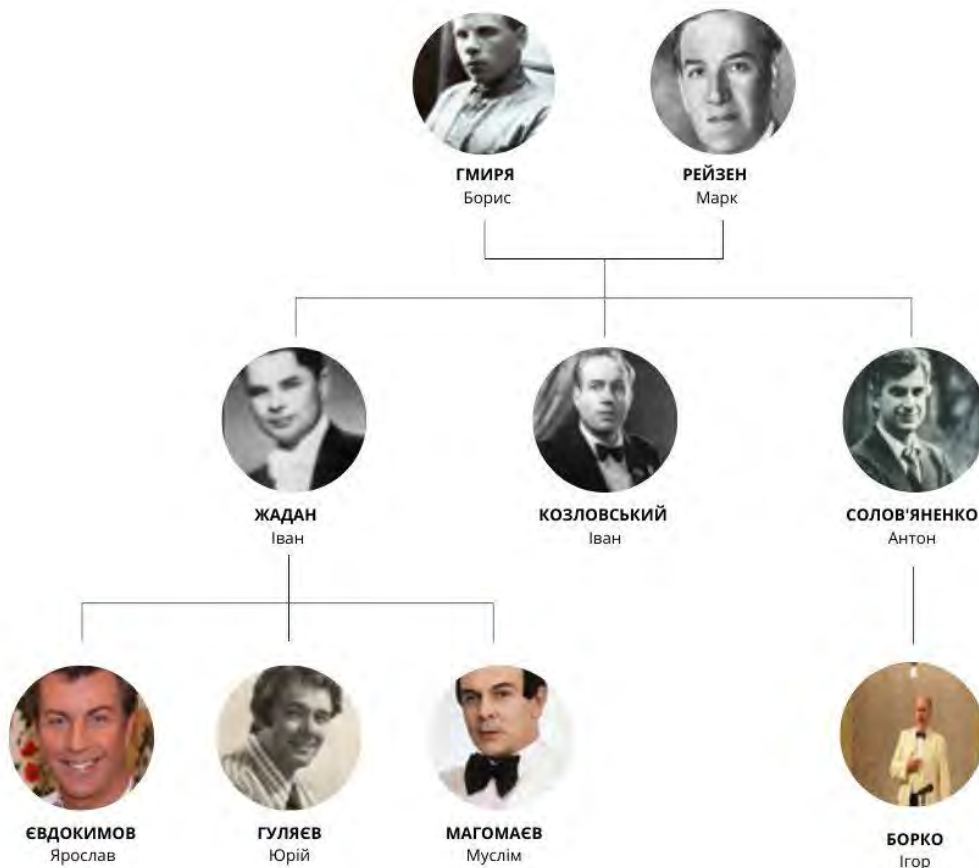 ГМИРЯ
Борис
РЕЙЗЕН
Марк
ЖАДАН
Іван
КОЗЛОВСЬКИЙ
Іван
СОЛОВ'ЯНЕНКО
Антон
ЄВДОКИМОВ
Ярослав
ГУЛЯЄВ
Юрій
МАГОМАЄВ
Муслім
БОРКО
Ігор